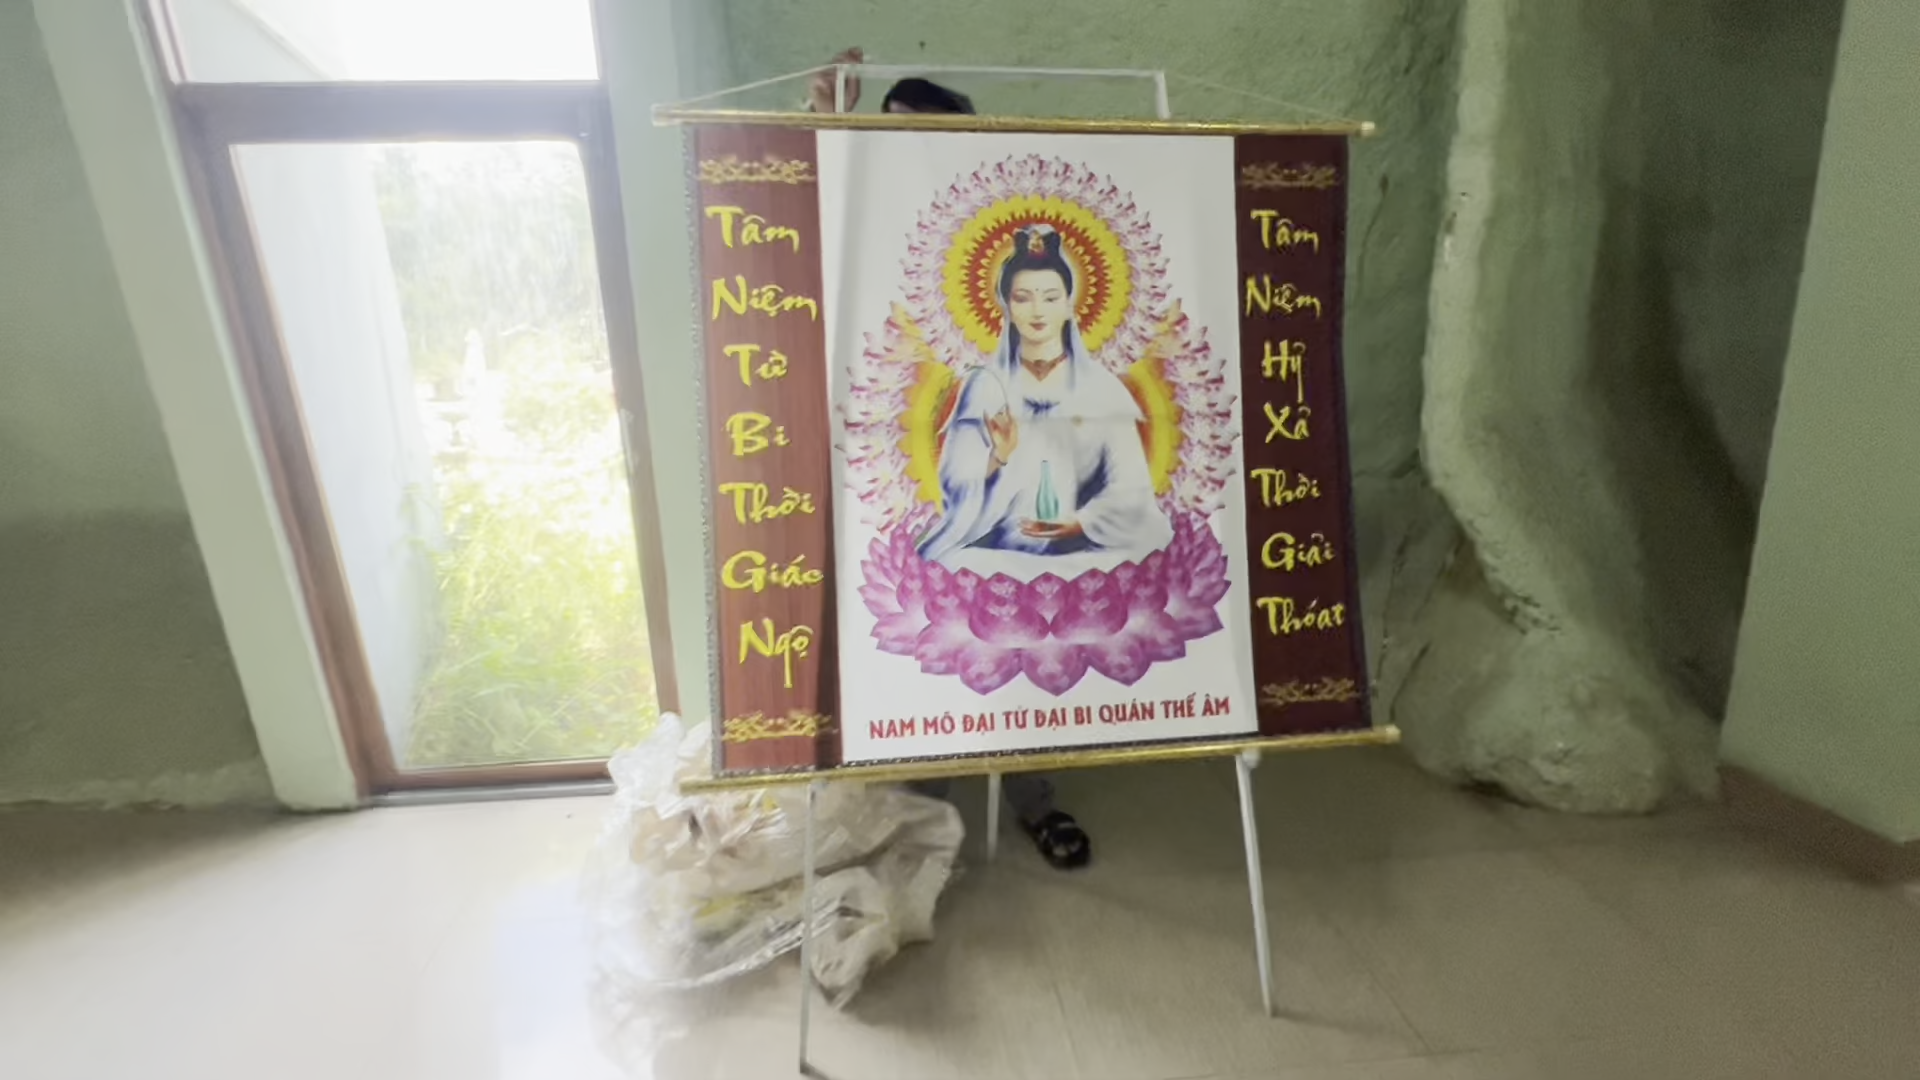 Tâm
Niệm
Từ
Bi
Thời
Giác
Ngộ
Tâm
Niệm
Hỷ
Xả
Thời
Giải
Thóat
NAM MÔ ĐẠI TỪ ĐẠI BI QUÁN THẾ ÂM